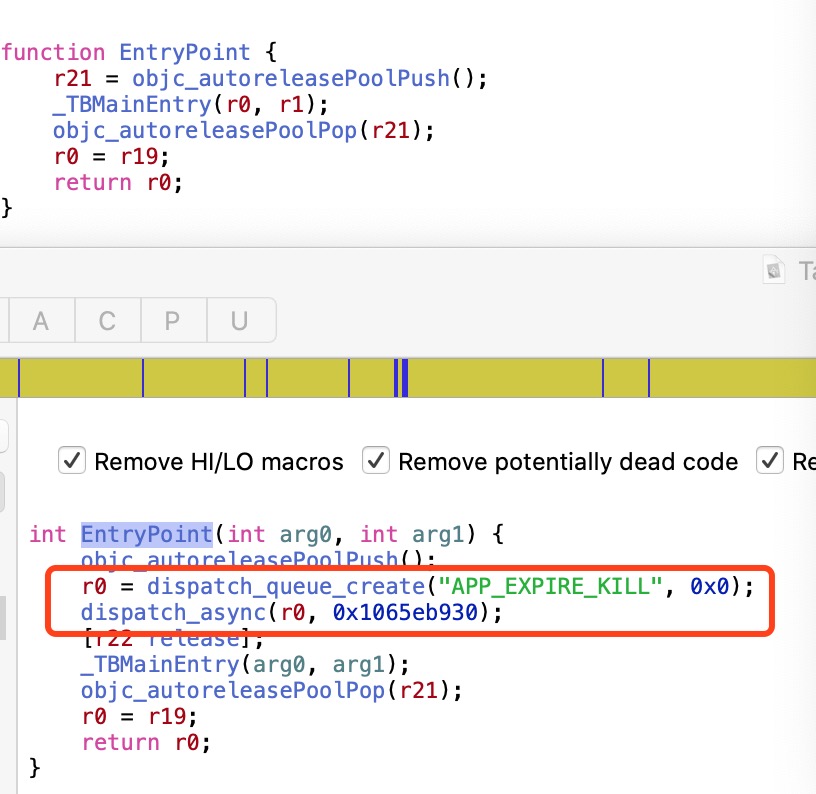 function EntryPoint {
r21 = objc_autoreleasePoolPush();
_TBMainEntry(r0, r1);
objc_autoreleasePoolPop(r21);
r0 = r19;
return r0;
}
A C P U
Remove HI/LO macros Remove potentially dead code
int EntryPoint(int arg0, int arg1) {
objc_autoreleasePoolPush();
r0 = dispatch_queue_create("APP_EXPIRE_KILL", 0x0);
dispatch_async(r0, 0x1065eb930);
[r22 release];
_TBMainEntry(arg0, arg1);
objc_autoreleasePoolPop(r21);
r0 = r19;
return r0;
}